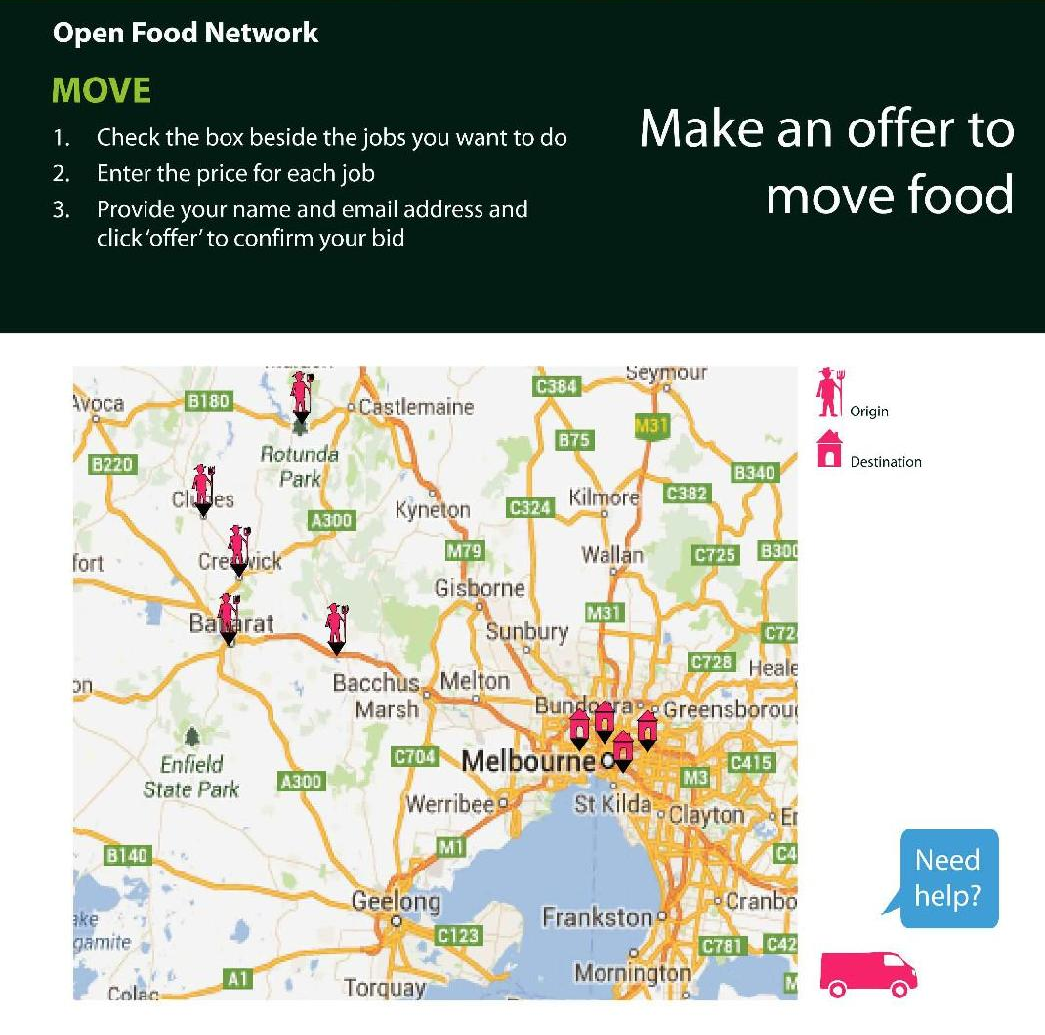 Open Food Network
MOVE
1. Check the box beside the jobs you want to do
2. Enter the price for each job
3. Provide your name and email address and
click 'offer' to confirm your bid
Make an offer to
move food
Origin
Destination
Seymour
C384
Avoca
B180
Castlemaine
M31
B75
Rotunda
Park
B220
B340
Clunes
Kyneton
C324
Kilmore
C382
A300
fort
Creswick
M79
Wallan
C725
B300
Gisborne
M31
Ballarat
Sunbury
C72
C728
Heale
on
Bacchus
Marsh
Melton
Bundoora
Greensborou
Enfield
State Park
C704
Melbourne
C415
A300
M3
Werribee
St Kilda
Clayton
Er
B140
M1
C4
Geelong
Cranbo
ake
gamite
C123
Frankston
C781
C42
A1
Mornington
M
Colac
Torquay
Need
help?